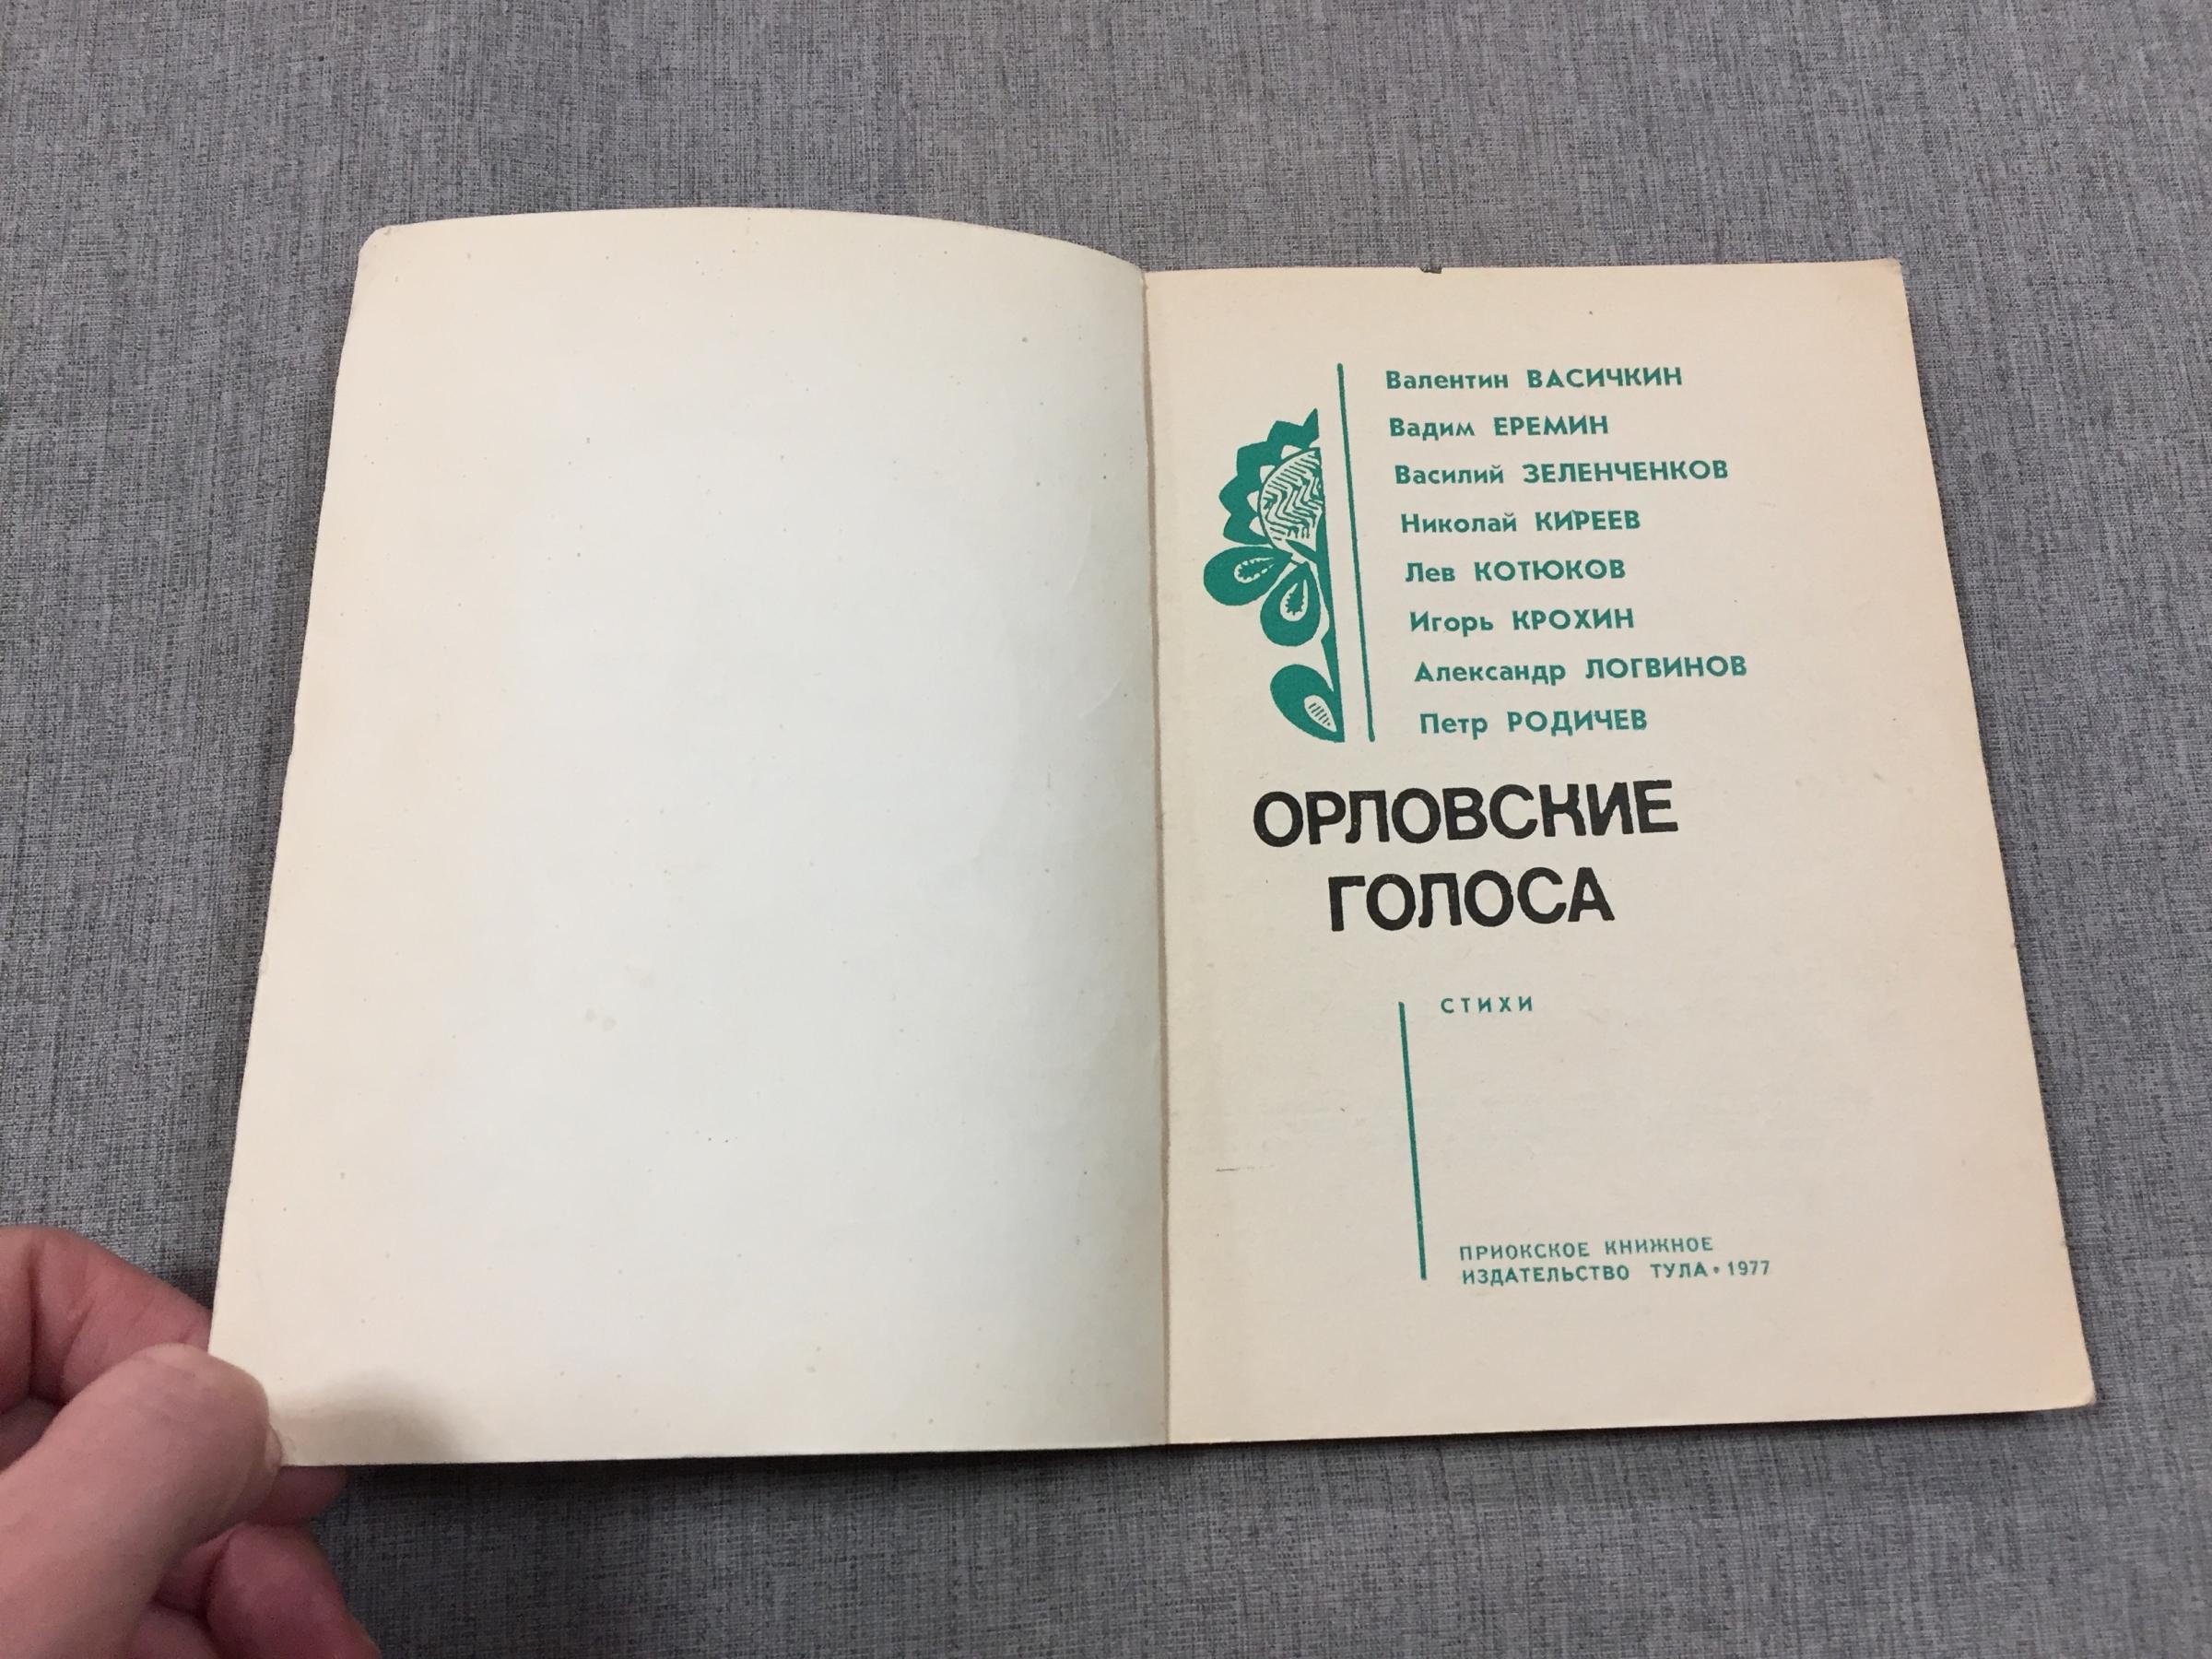 Валентин ВАСИЧКИН
Вадим ЕРЕМИН
Василий ЗЕЛЕНЧЕНКОВ
Николай КИРЕЕВ
Лев КОТЮКОВ
Игорь КРОХИН
Александр ЛОГВИНОВ
Петр РОДИЧЕВ
ОРЛОВСКИЕ
ГОЛОСА
СТИХИ
ПРИОКСКОЕ КНИЖНОЕ
ИЗДАТЕЛЬСТВО ТУЛА • 1977